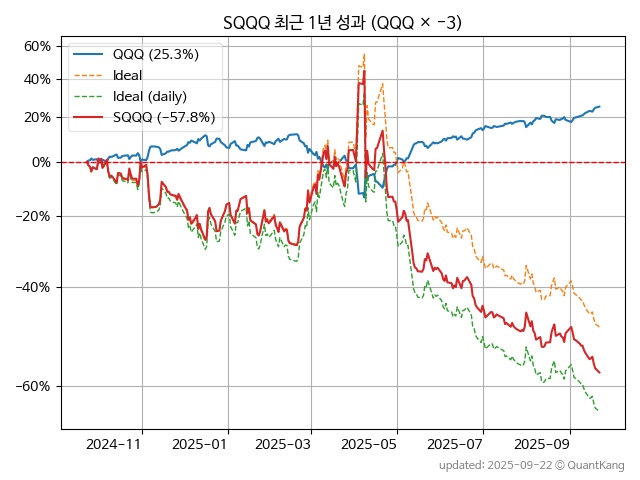 SQQQ 최근 1년 성과 (QQQ × −3)
QQQ (25.3%)
Ideal
Ideal (daily)
SQQQ (−57.8%)
60%
40%
20%
0%
−20%
−40%
−60%
2024−11
2025−01
2025−03
2025−05
2025−07
2025−09
updated: 2025−09−22 © QuantKang